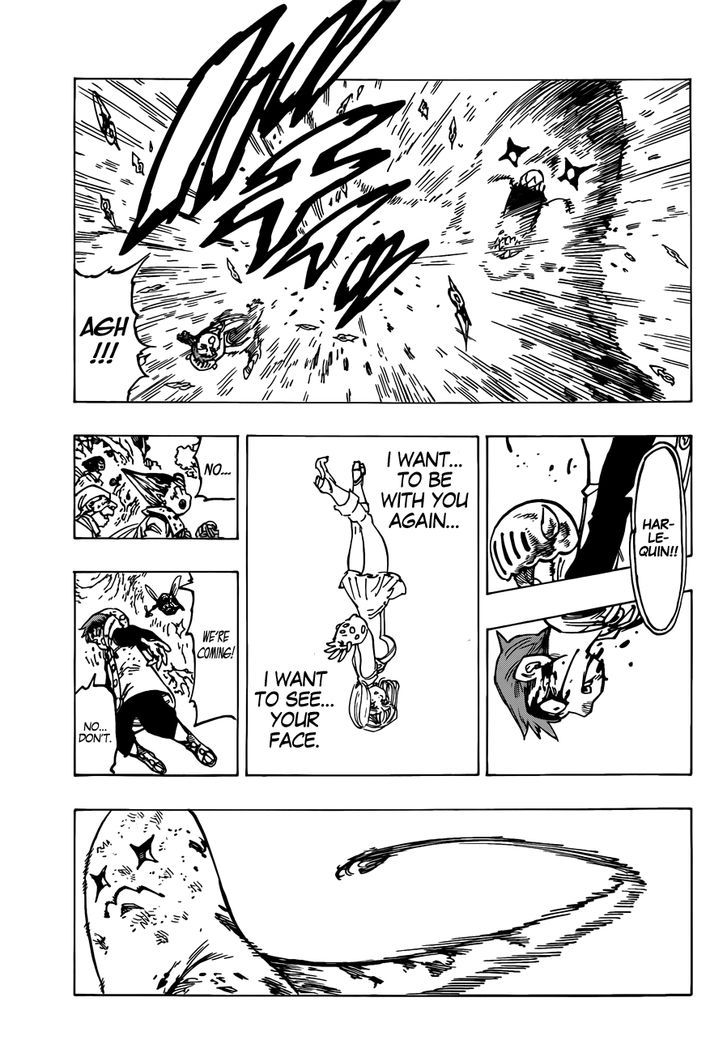 AGH
!!!
HAR-
LE-
QUIN!!
I WANT...
TO BE
WITH YOU
AGAIN...
I WANT
TO SEE...
YOUR
FACE.
NO...
WE'RE
COMING!
NO...
DON'T.